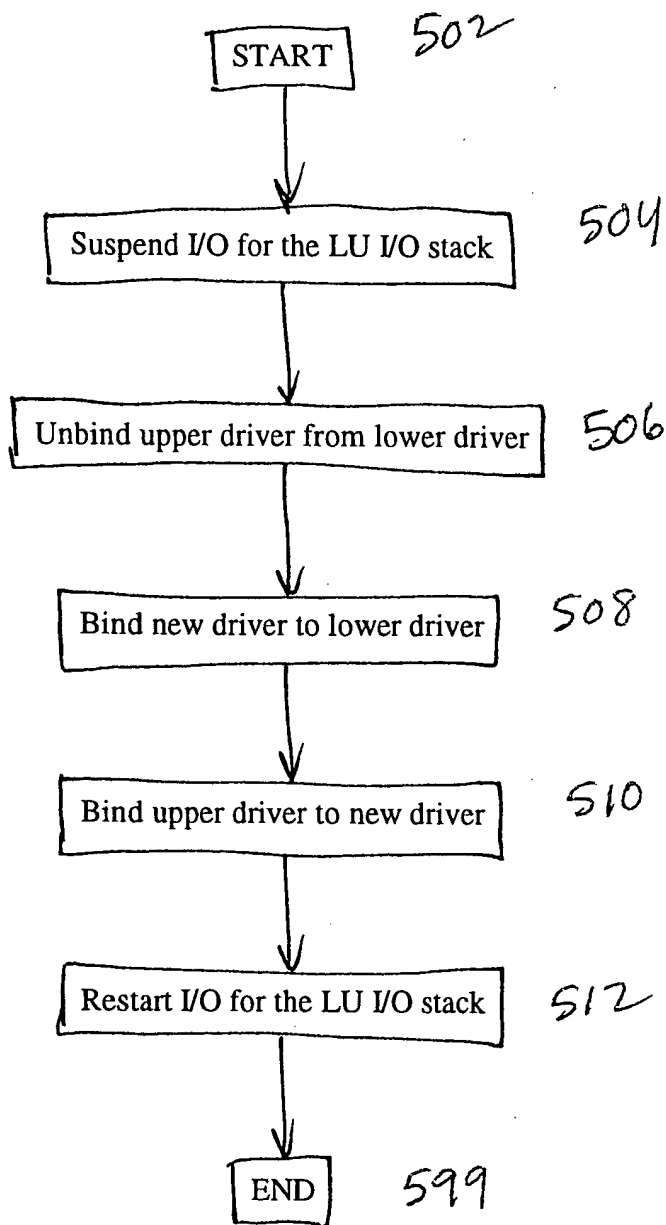 START 502
Suspend I/O for the LU I/O stack 504
Unbind upper driver from lower driver 506
Bind new driver to lower driver 508
Bind upper driver to new driver 510
Restart I/O for the LU I/O stack 512
END 599